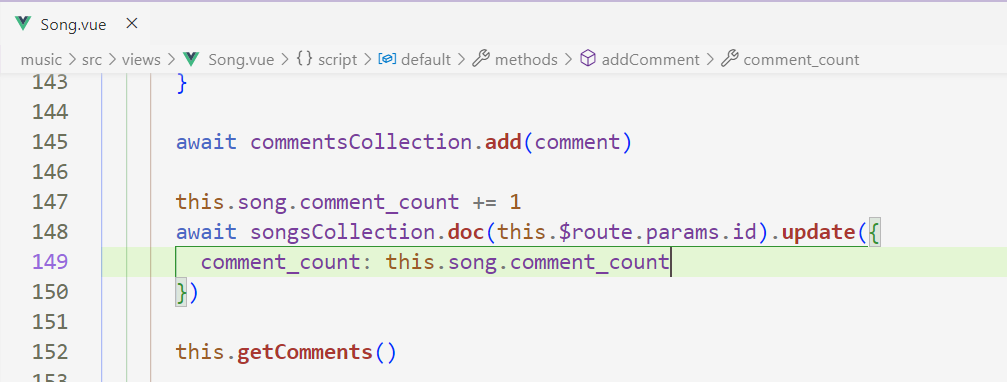 Song.vue
music > src > views > Song.vue > {} script > default > methods > addComment > comment_count
143 }
144
145 await commentsCollection.add(comment)
146
147 this.song.comment_count += 1
148 await songsCollection.doc(this.$route.params.id).update({
149 comment_count: this.song.comment_count
150 })
151
152 this.getComments()
153